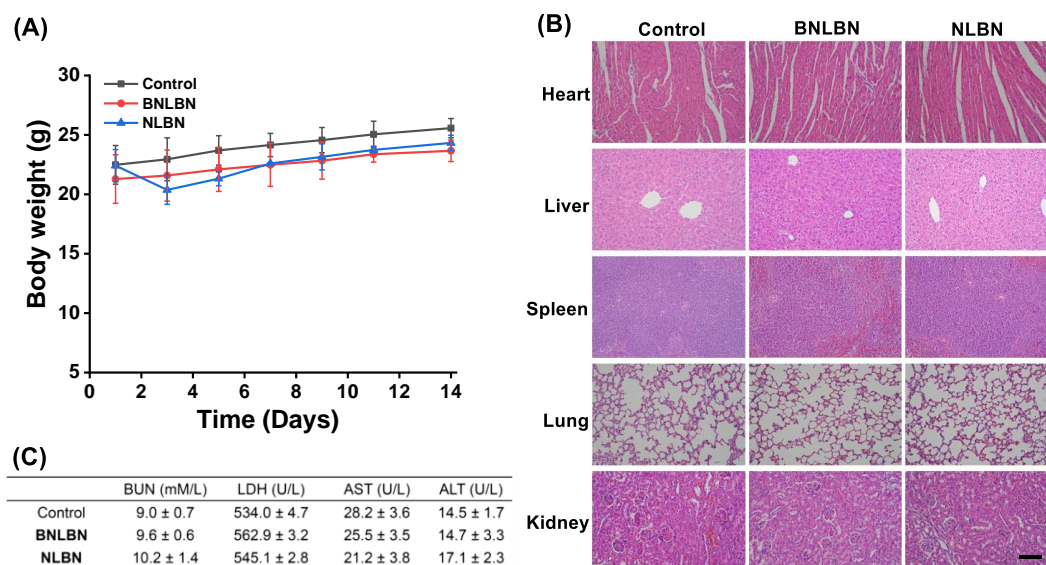 (A)
30
25
20
15
10
5
Body weight (g)
Control
BNLBN
NLBN
0 2 4 6 8 10 12 14
Time (Days)
(B)
Control BNLBN NLBN
Heart
Liver
Spleen
Lung
Kidney
(C)
BUN (mM/L) LDH (U/L) AST (U/L) ALT (U/L)
Control 9.0 ± 0.7 534.0 ± 4.7 28.2 ± 3.6 14.5 ± 1.7
BNLBN 9.6 ± 0.6 562.9 ± 3.2 25.5 ± 3.5 14.7 ± 3.3
NLBN 10.2 ± 1.4 545.1 ± 2.8 21.2 ± 3.8 17.1 ± 2.3